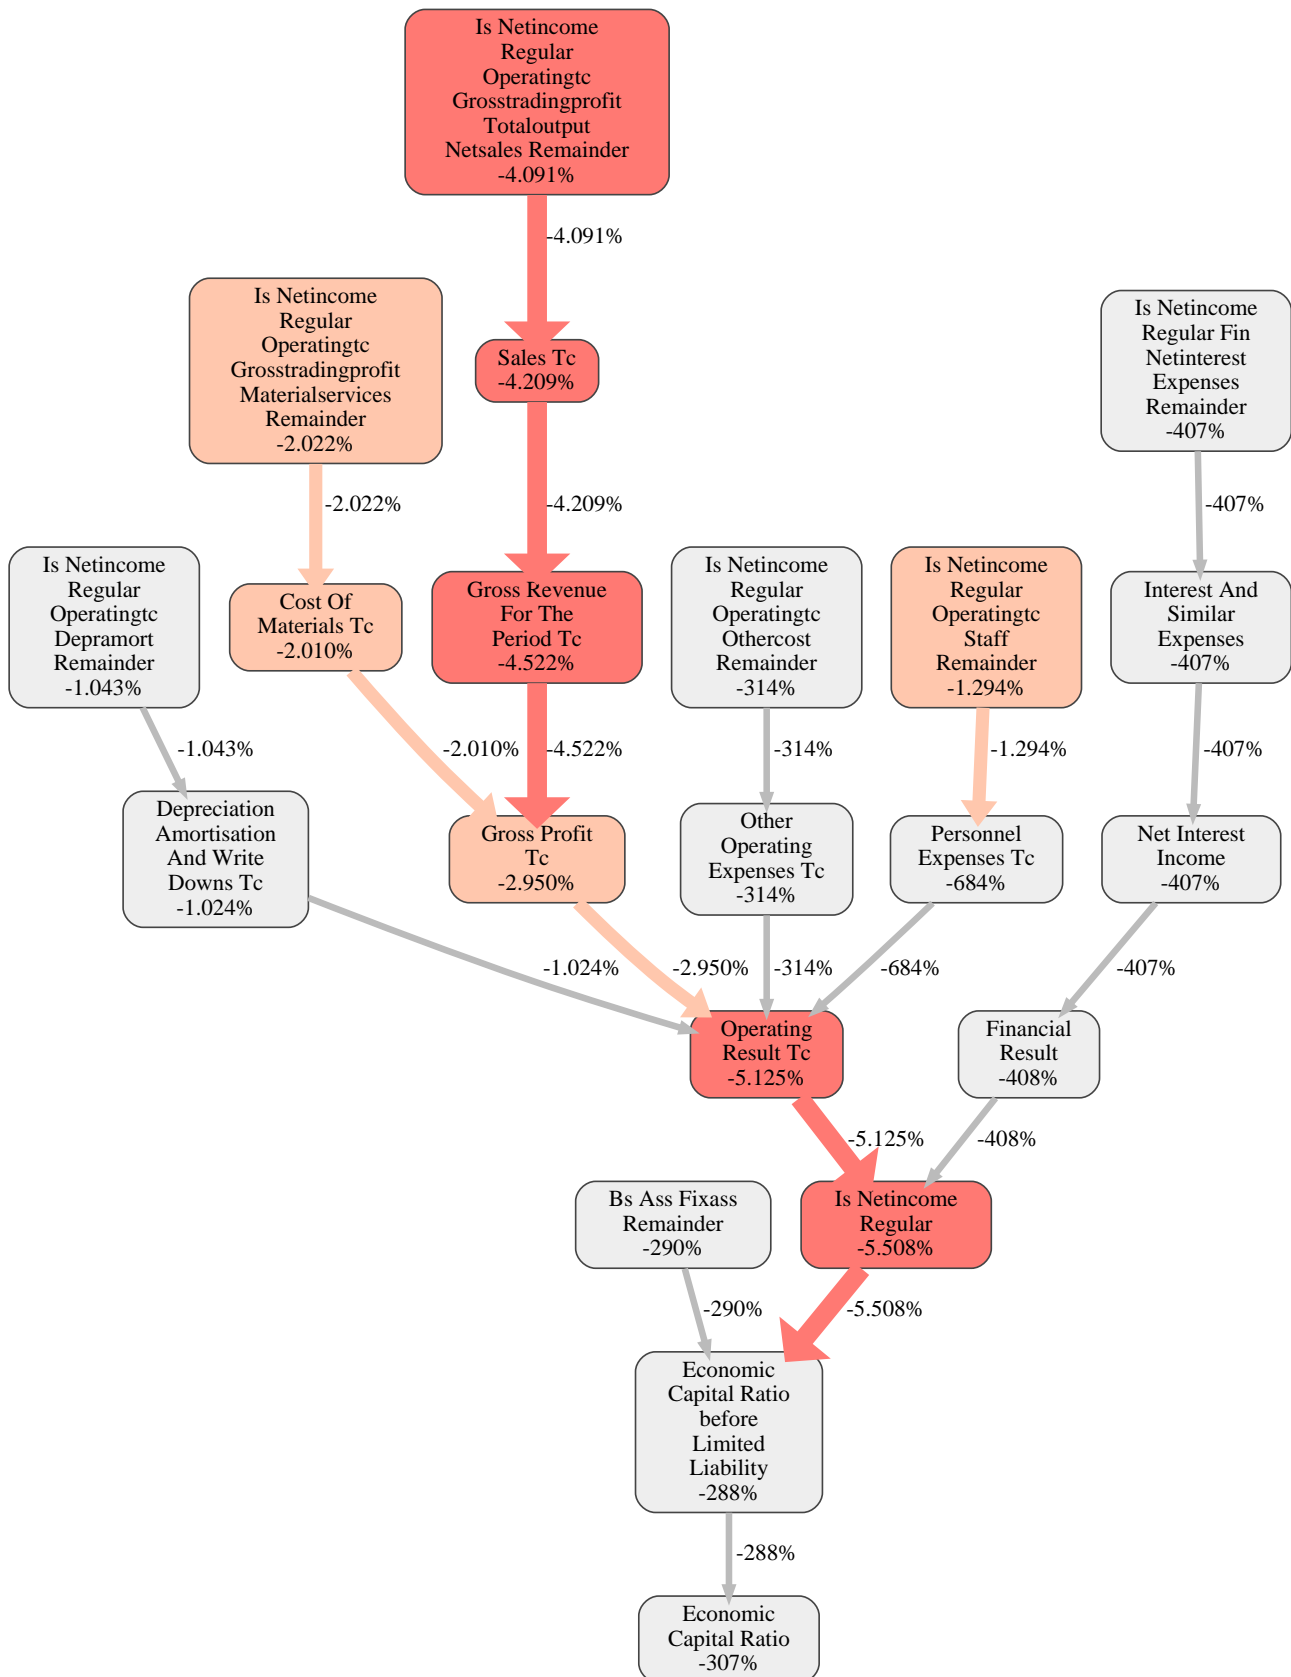 Is Netincome
Regular
Operatingtc
Grosstradingprofit
Totaloutput
Netsales Remainder
-4.091%
-4.091%
Is Netincome
Regular
Operatingtc
Grosstradingprofit
Materialservices
Remainder
-2.022%
Is Netincome
Regular Fin
Netinterest
Expenses
Remainder
-407%
Sales Tc
-4.209%
-2.022%
-4.209%
-407%
Is Netincome
Regular
Operatingtc
Depramort
Remainder
-1.043%
Cost Of
Materials Tc
-2.010%
Gross Revenue
For The
Period Tc
-4.522%
Is Netincome
Regular
Operatingtc
Othercost
Remainder
-314%
Is Netincome
Regular
Operatingtc
Staff
Remainder
-1.294%
Interest And
Similar
Expenses
-407%
-1.043%
-2.010%
-4.522%
-314%
-1.294%
-407%
Depreciation
Amortisation
And Write
Downs Tc
-1.024%
Gross Profit
Tc
-2.950%
Other
Operating
Expenses Tc
-314%
Personnel
Expenses Tc
-684%
Net Interest
Income
-407%
-1.024%
-2.950%
-314%
-684%
-407%
Operating
Result Tc
-5.125%
Financial
Result
-408%
-5.125%
-408%
Bs Ass Fixass
Remainder
-290%
Is Netincome
Regular
-5.508%
-290%
-5.508%
Economic
Capital Ratio
before
Limited
Liability
-288%
-288%
Economic
Capital Ratio
-307%